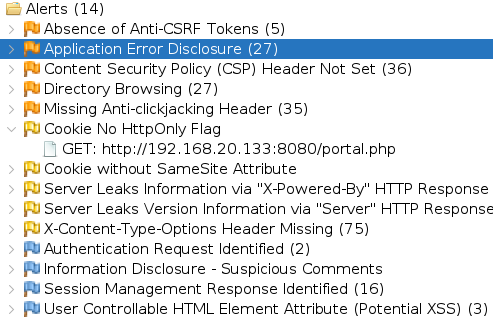 Alerts (14)
Absence of Anti-CSRF Tokens (5)
Application Error Disclosure (27)
Content Security Policy (CSP) Header Not Set (36)
Directory Browsing (27)
Missing Anti-clickjacking Header (35)
Cookie No HttpOnly Flag
GET: http://192.168.20.133:8080/portal.php
Cookie without SameSite Attribute
Server Leaks Information via "X-Powered-By" HTTP Response
Server Leaks Version Information via "Server" HTTP Response
X-Content-Type-Options Header Missing (75)
Authentication Request Identified (2)
Information Disclosure - Suspicious Comments
Session Management Response Identified (16)
User Controllable HTML Element Attribute (Potential XSS) (3)